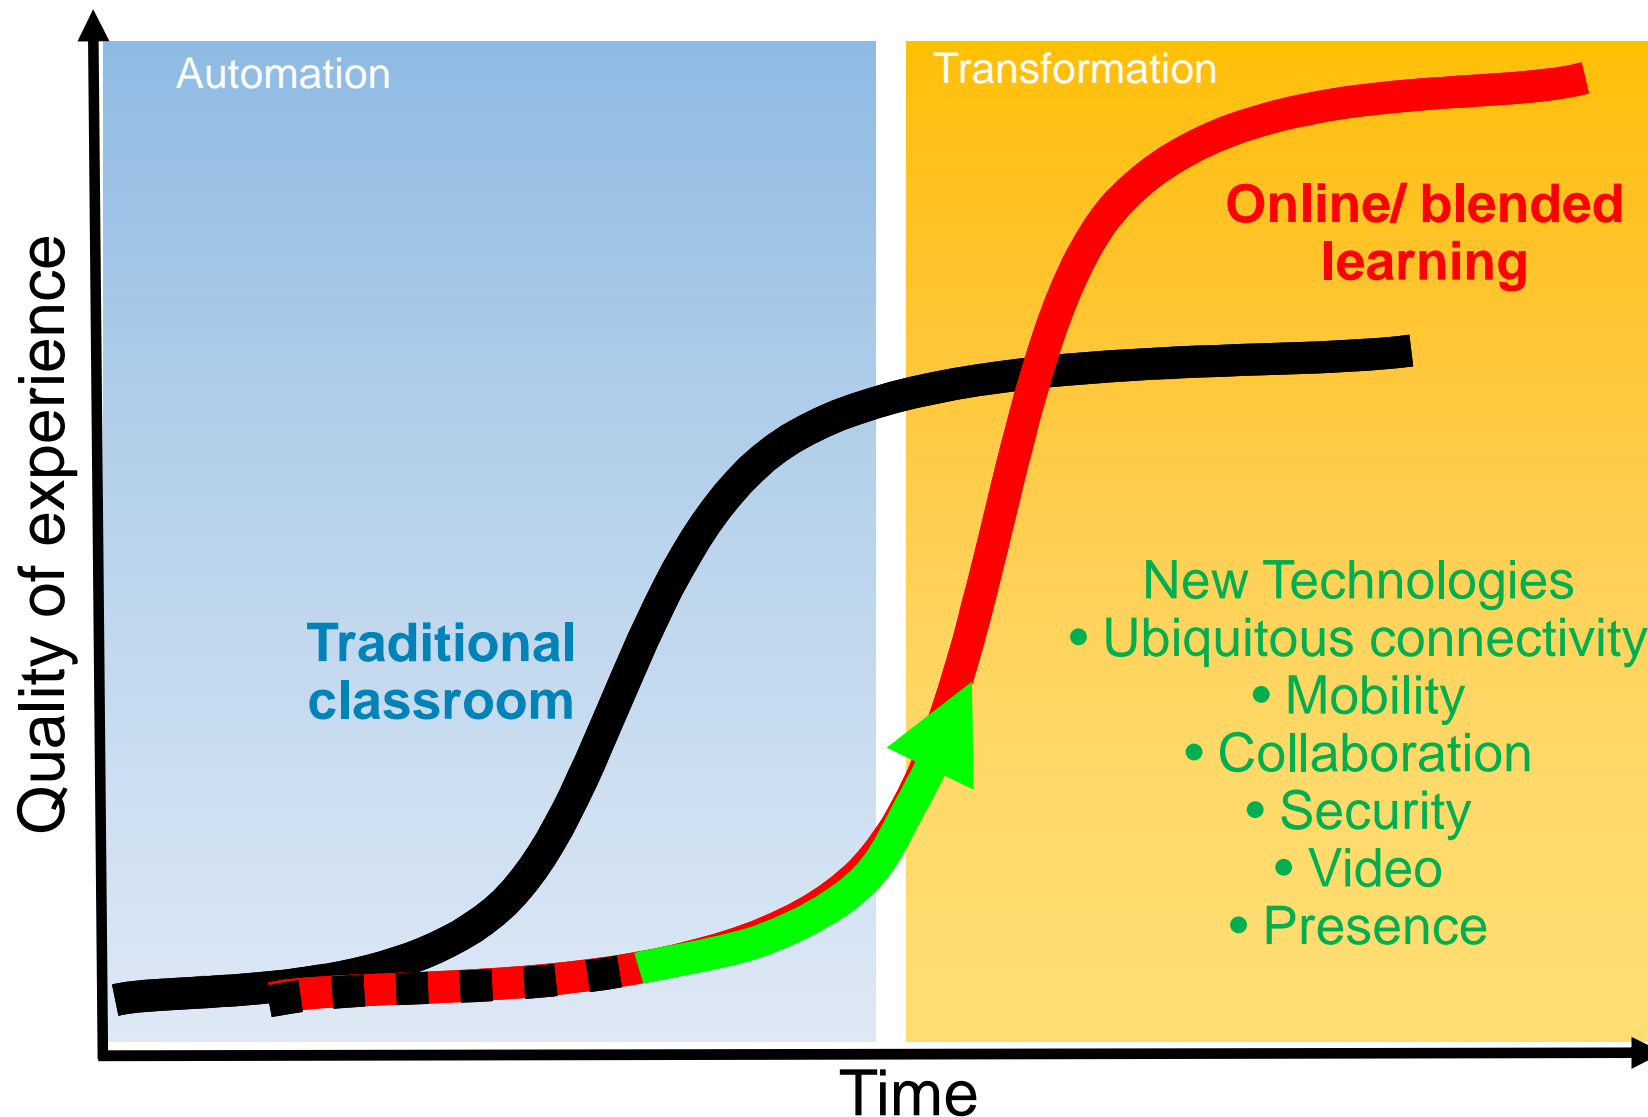 Automation
Transformation
Online/ blended
learning
Quality of experience
Traditional
classroom
New Technologies
• Ubiquitous connectivity
• Mobility
• Collaboration
• Security
• Video
• Presence
Time